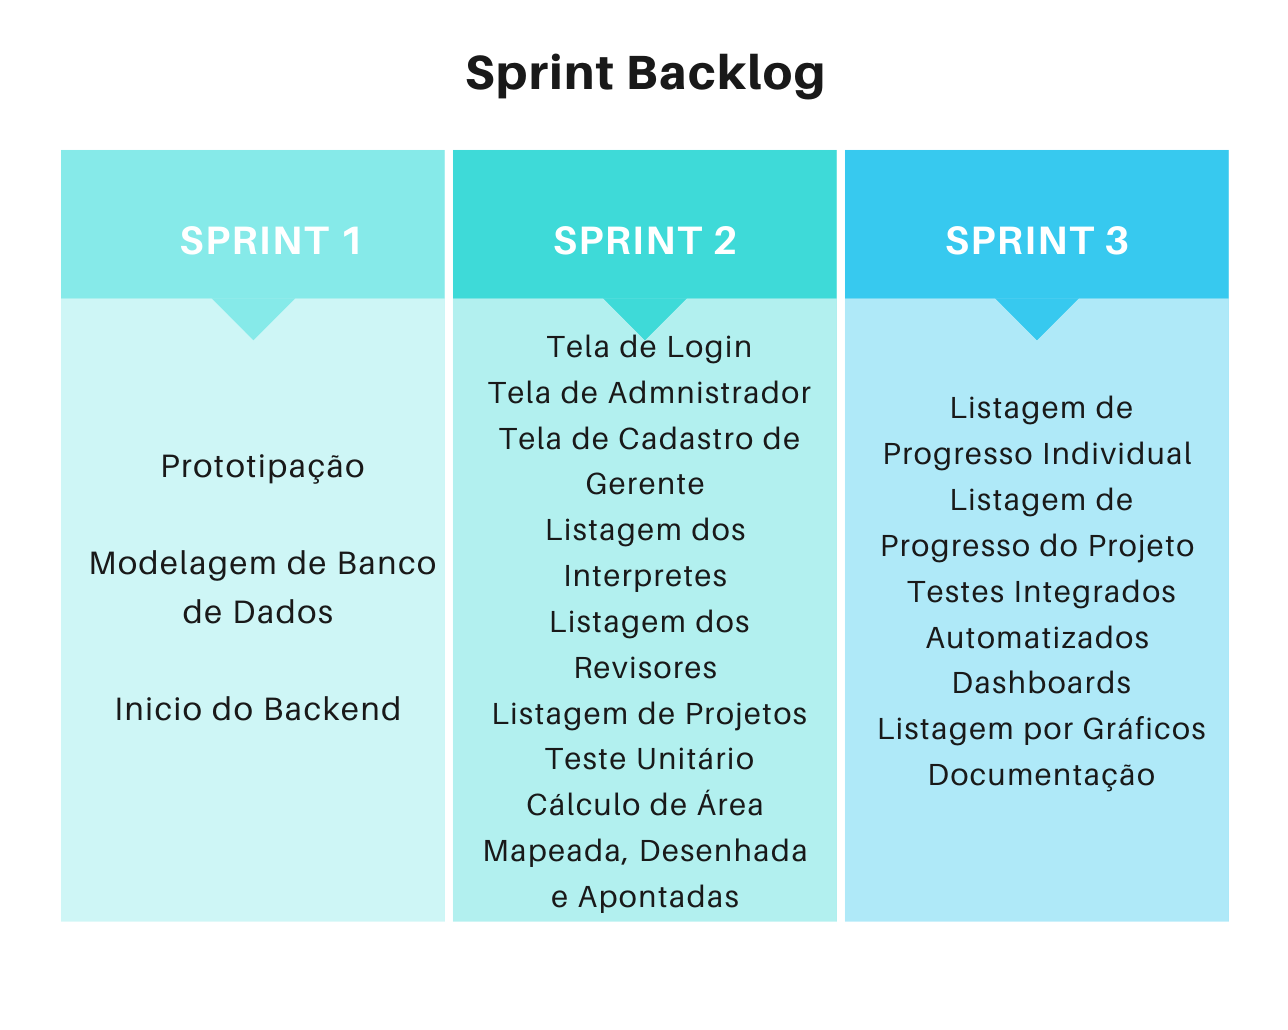 Sprint Backlog
SPRINT 1
Prototipação
Modelagem de Banco
de Dados
Inicio do Backend
SPRINT 2
Tela de Login
Tela de Admnistrador
Tela de Cadastro de
Gerente
Listagem dos
Interpretes
Listagem dos
Revisores
Listagem de Projetos
Teste Unitário
Cálculo de Área
Mapeada, Desenhada
e Apontadas
SPRINT 3
Listagem de
Progresso Individual
Listagem de
Progresso do Projeto
Testes Integrados
Automatizados
Dashboards
Listagem por Gráficos
Documentação